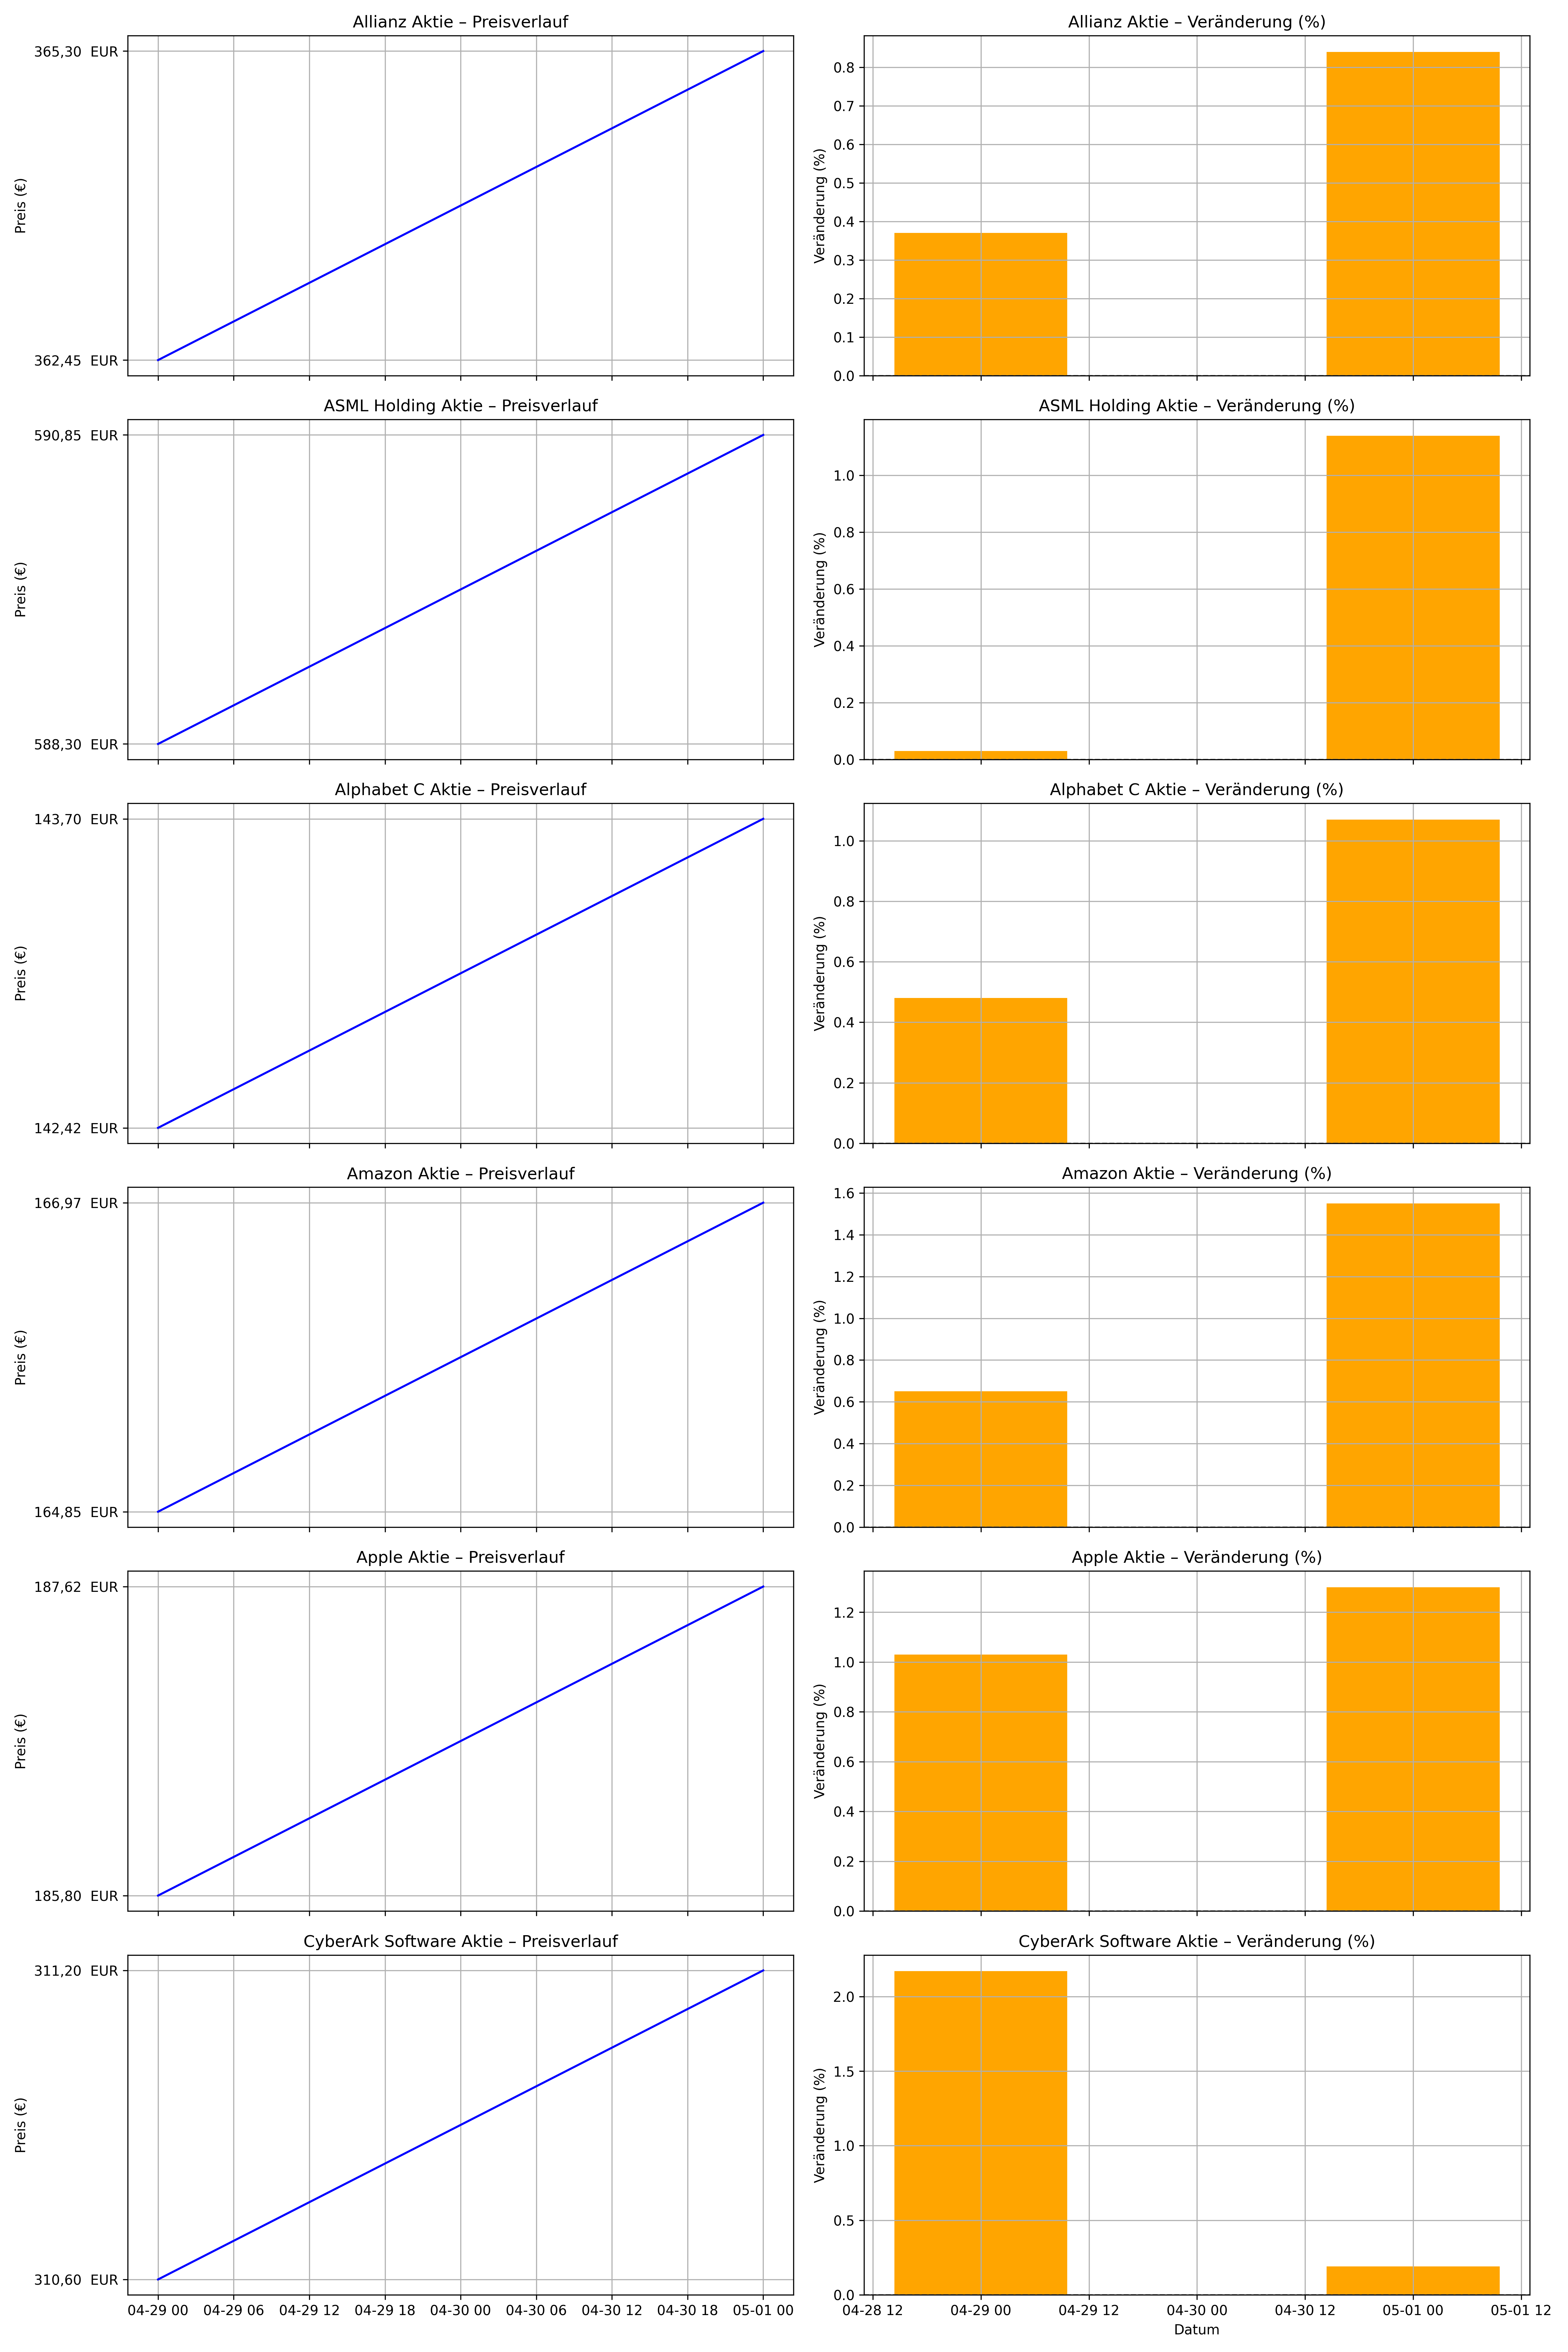 Allianz Aktie – Preisverlauf
365,30 EUR
362,45 EUR
Preis (€)
Allianz Aktie – Veränderung (%)
0.8
0.7
0.6
0.5
0.4
0.3
0.2
0.1
0.0
Veränderung (%)
ASML Holding Aktie – Preisverlauf
590,85 EUR
588,30 EUR
Preis (€)
ASML Holding Aktie – Veränderung (%)
1.0
0.8
0.6
0.4
0.2
0.0
Veränderung (%)
Alphabet C Aktie – Preisverlauf
143,70 EUR
142,42 EUR
Preis (€)
Alphabet C Aktie – Veränderung (%)
1.0
0.8
0.6
0.4
0.2
0.0
Veränderung (%)
Amazon Aktie – Preisverlauf
166,97 EUR
164,85 EUR
Preis (€)
Amazon Aktie – Veränderung (%)
1.6
1.4
1.2
1.0
0.8
0.6
0.4
0.2
0.0
Veränderung (%)
Apple Aktie – Preisverlauf
187,62 EUR
185,80 EUR
Preis (€)
Apple Aktie – Veränderung (%)
1.2
1.0
0.8
0.6
0.4
0.2
0.0
Veränderung (%)
CyberArk Software Aktie – Preisverlauf
311,20 EUR
310,60 EUR
Preis (€)
04-29 00 04-29 06 04-29 12 04-29 18 04-30 00 04-30 06 04-30 12 04-30 18 05-01 00
CyberArk Software Aktie – Veränderung (%)
2.0
1.5
1.0
0.5
0.0
Veränderung (%)
04-28 12 04-29 00 04-29 12 04-30 00 04-30 12 05-01 00 05-01 12
Datum